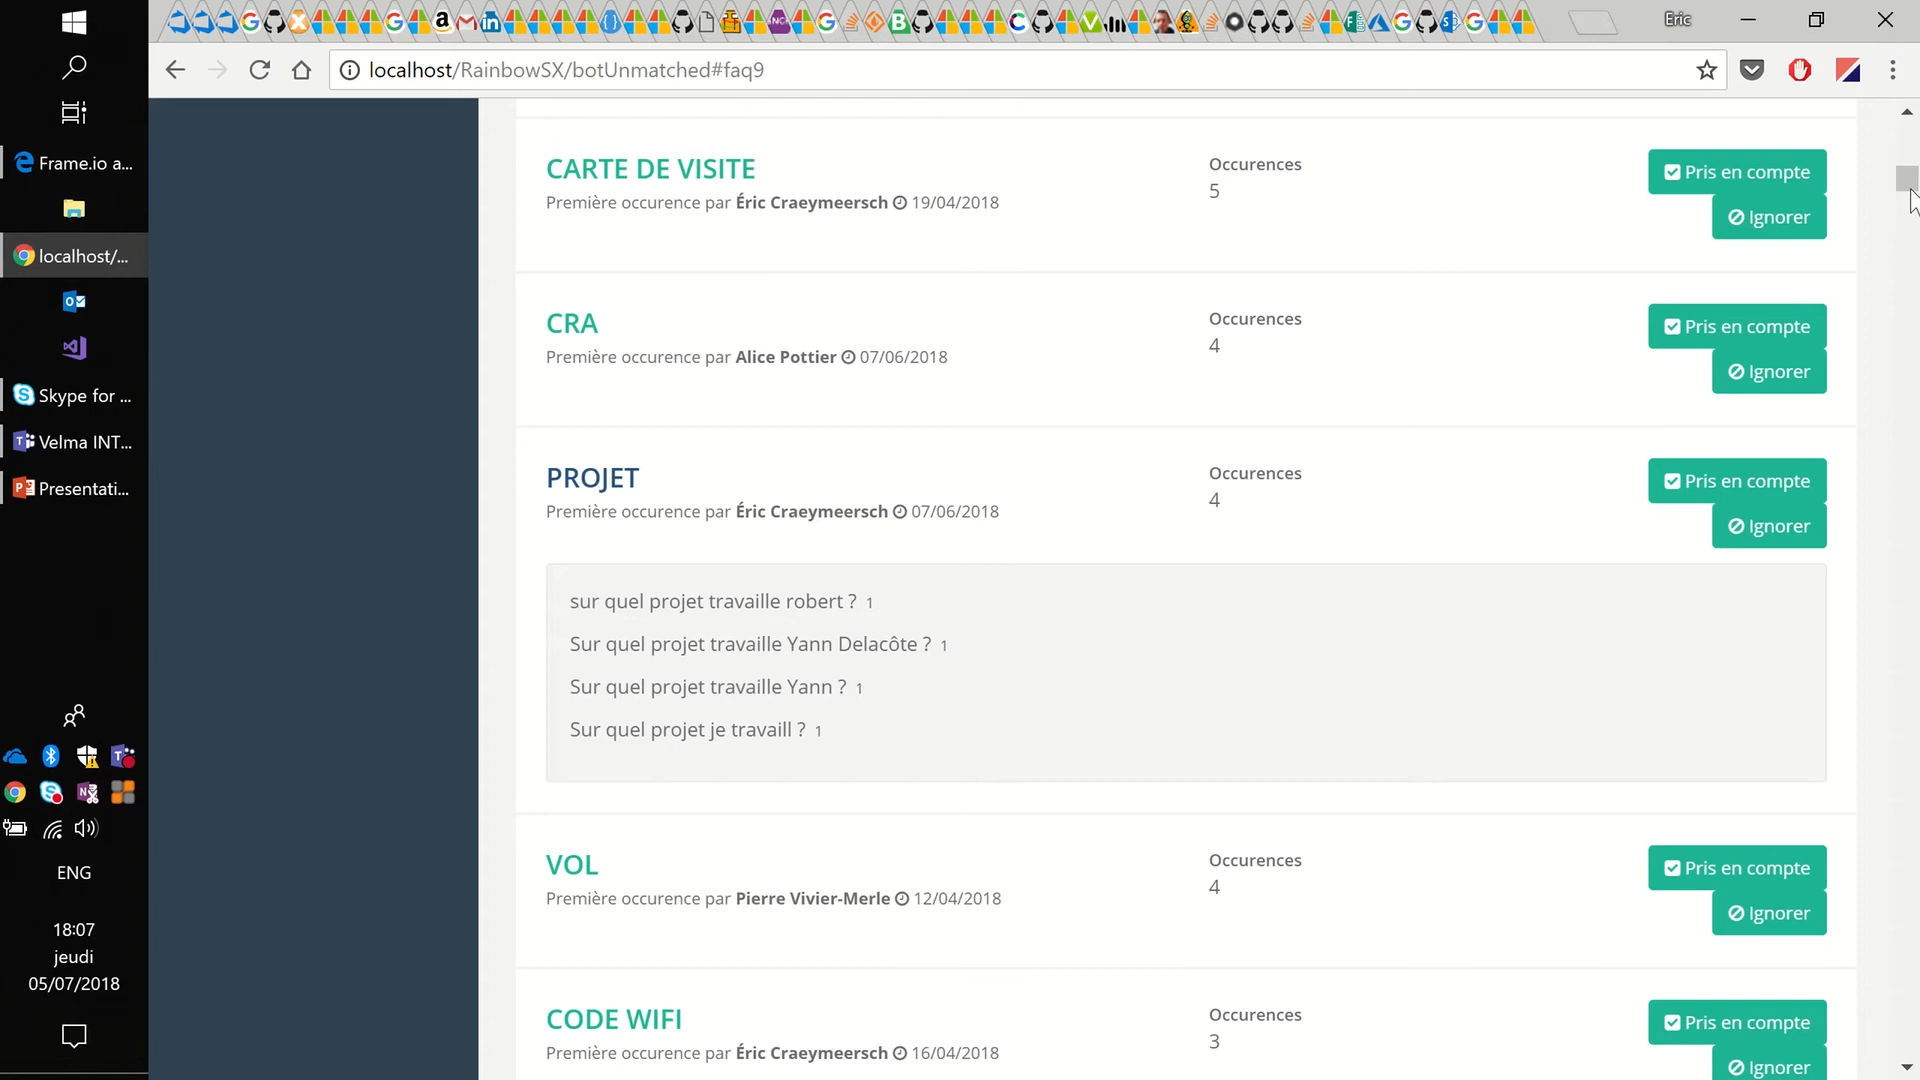 Eric
localhost/RainbowSX/botUnmatched#faq9
Frame.io a...
localhost/...
Skype for ...
Velma INT...
Presentati...
ENG
18:07
jeudi
05/07/2018
CARTE DE VISITE
Première occurence par Éric Craeymeersch 19/04/2018
Occurences
5
Pris en compte
Ignorer
CRA
Première occurence par Alice Pottier 07/06/2018
Occurences
4
Pris en compte
Ignorer
PROJET
Première occurence par Éric Craeymeersch 07/06/2018
Occurences
4
Pris en compte
Ignorer
sur quel projet travaille robert ? 1
Sur quel projet travaille Yann Delacôte ? 1
Sur quel projet travaille Yann ? 1
Sur quel projet je travaill ? 1
VOL
Première occurence par Pierre Vivier-Merle 12/04/2018
Occurences
4
Pris en compte
Ignorer
CODE WIFI
Première occurence par Éric Craeymeersch 16/04/2018
Occurences
3
Pris en compte
Ignorer